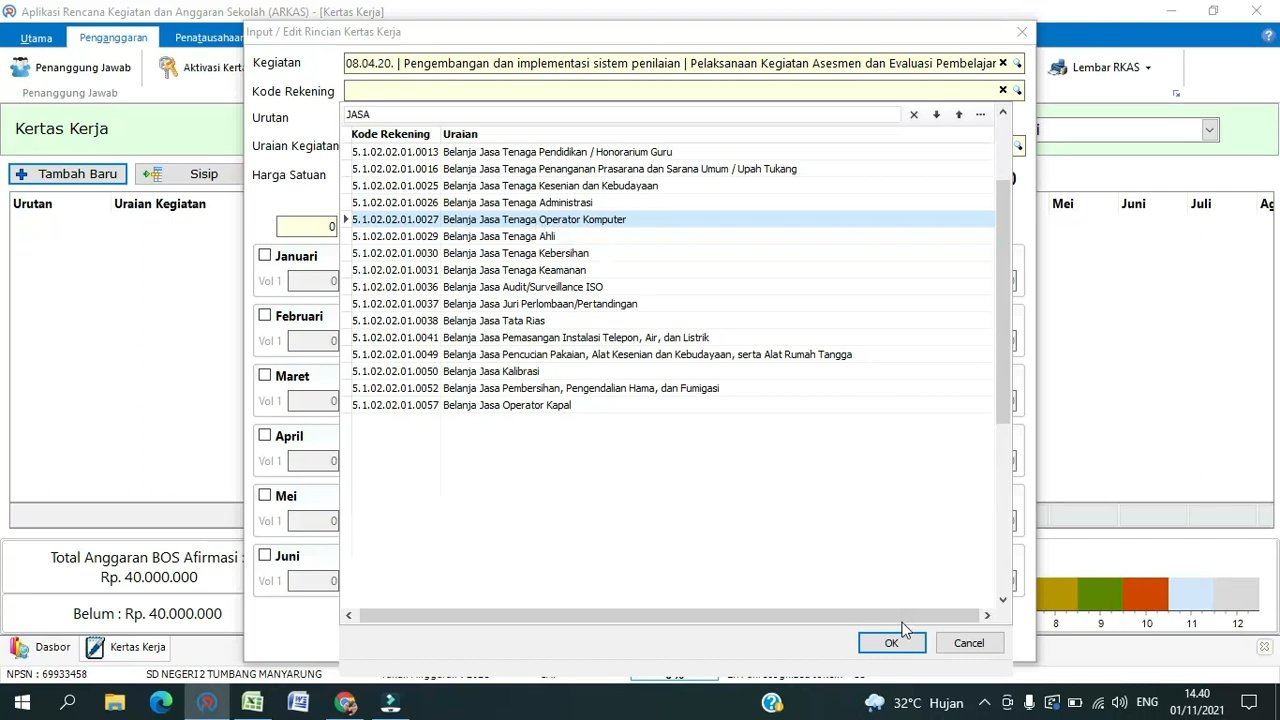 Aplikasi Rencana Kegiatan dan Anggaran Sekolah (ARKAS) - [Kertas Kerja]
Input / Edit Rincian Kertas Kerja
Utama
Penganggaran
Penatausahaan
Penanggung Jawab
Aktivasi Kerta
Lembar RKAS
Penanggung Jawab
Kegiatan
08.04.20. | Pengembangan dan implementasi sistem penilaian | Pelaksanaan Kegiatan Asesmen dan Evaluasi Pembelajar
Kode Rekening
Urutan
JASA
Kertas Kerja
Kode Rekening Uraian
Uraian Kegiatan
5.1.02.02.01.0013 Belanja Jasa Tenaga Pendidikan / Honorarium Guru
5.1.02.02.01.0016 Belanja Jasa Tenaga Penanganan Prasarana dan Sarana Umum / Upah Tukang
Tambah Baru
Sisip
Harga Satuan
5.1.02.02.01.0025 Belanja Jasa Tenaga Kesenian dan Kebudayaan
5.1.02.02.01.0026 Belanja Jasa Tenaga Administrasi
Urutan
Uraian Kegiatan
Mei
Juni
Juli
Ag
5.1.02.02.01.0027 Belanja Jasa Tenaga Operator Komputer
0
5.1.02.02.01.0029 Belanja Jasa Tenaga Ahli
5.1.02.02.01.0030 Belanja Jasa Tenaga Kebersihan
5.1.02.02.01.0031 Belanja Jasa Tenaga Keamanan
5.1.02.02.01.0036 Belanja Jasa Audit/Surveillance ISO
5.1.02.02.01.0037 Belanja Jasa Juri Perlombaan/Pertandingan
5.1.02.02.01.0038 Belanja Jasa Tata Rias
5.1.02.02.01.0041 Belanja Jasa Pemasangan Instalasi Telepon, Air, dan Listrik
5.1.02.02.01.0049 Belanja Jasa Pencucian Pakaian, Alat Kesenian dan Kebudayaan, serta Alat Rumah Tangga
5.1.02.02.01.0050 Belanja Jasa Kalibrasi
5.1.02.02.01.0052 Belanja Jasa Pembersihan, Pengendalian Hama, dan Fumigasi
5.1.02.02.01.0057 Belanja Jasa Operator Kapal
Januari
Vol 1 0
Februari
Vol 1 0
Maret
Vol 1 0
April
Vol 1 0
Mei
Vol 1 0
Juni
Vol 1 0
Total Anggaran BOS Afirmasi :
Rp. 40.000.000
Belum : Rp. 40.000.000
8 9 10 11 12
OK
Cancel
Dasbor
Kertas Kerja
NPSN : 69933458
SD NEGERI 2 TUMBANG MANYARUNG
32°C Hujan
ENG
14.40
01/11/2021